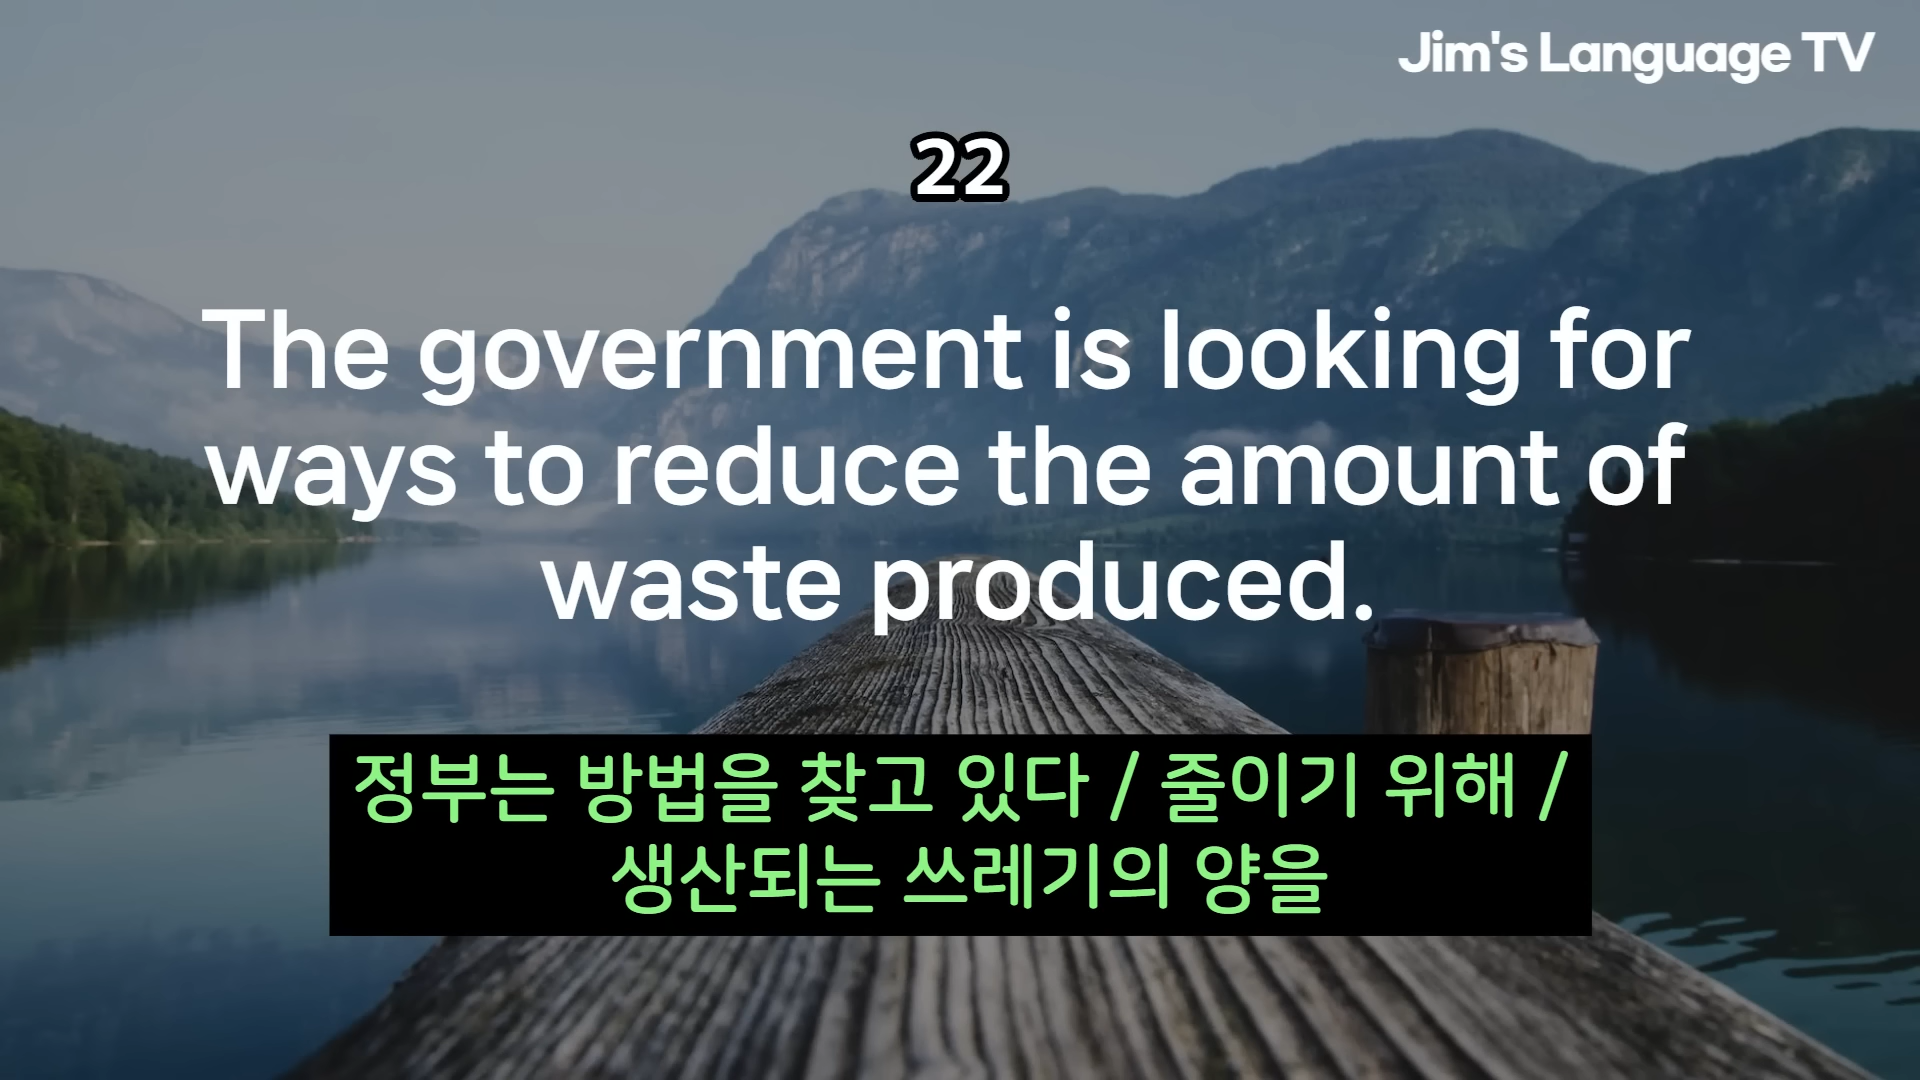 Jim's Language TV
22
The government is looking for
ways to reduce the amount of
waste produced.
정부는 방법을 찾고 있다 / 줄이기 위해 /
생산되는 쓰레기의 양을